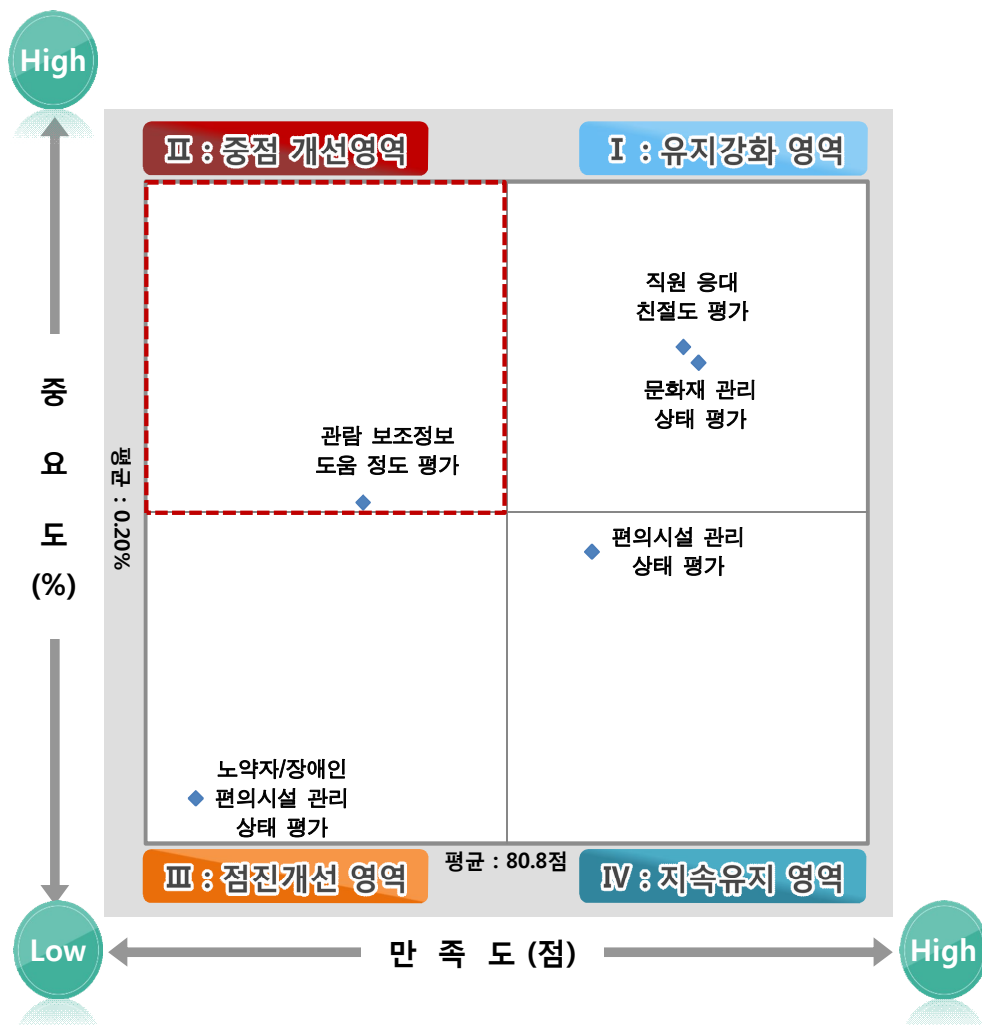 High
Ⅱ : 중점 개선영역
Ⅰ : 유지강화 영역
직원 응대
친절도 평가
문화재 관리
상태 평가
관람 보조정보
도움 정도 평가
편의시설 관리
상태 평가
노약자/장애인
편의시설 관리
상태 평가
중
요
도
(%)
평균 : 0.20%
평균 : 80.8점
Ⅲ : 점진개선 영역
Ⅳ : 지속유지 영역
Low
만 족 도 (점)
High